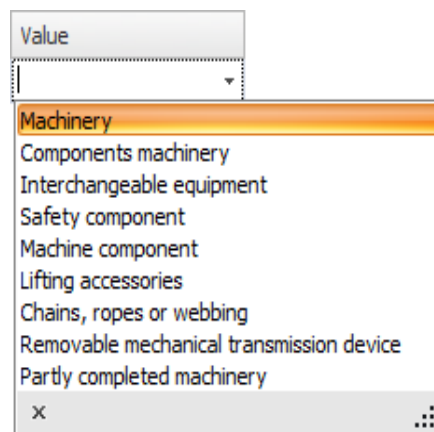 Value
Machinery
Components machinery
Interchangeable equipment
Safety component
Machine component
Lifting accessories
Chains, ropes or webbing
Removable mechanical transmission device
Partly completed machinery